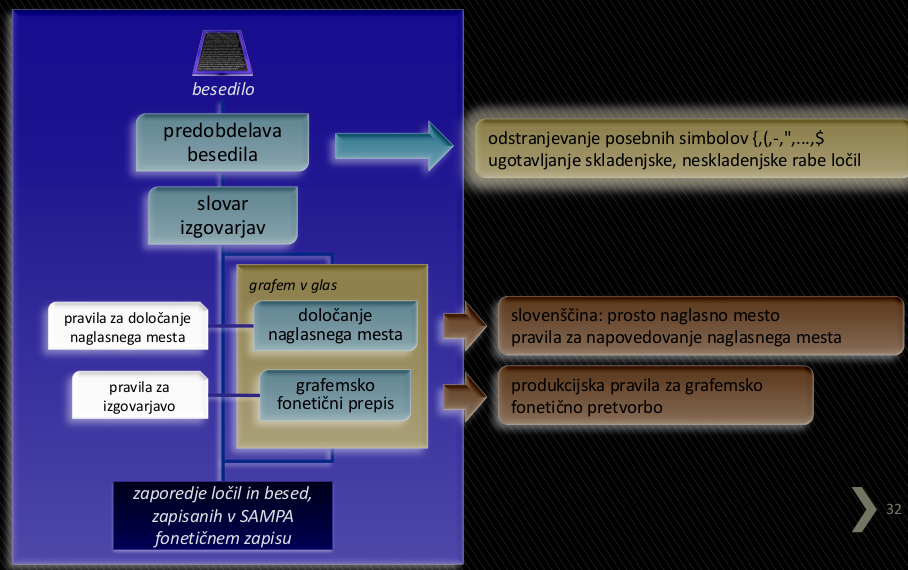 besedilo
predobdelava
besedila
odstranjevanje posebnih simbolov {,(,-,",...,$
ugotavljanje skladenjske, neskladenjske rabe ločil
slovar
izgovarjav
grafem v glas
pravila za določanje
naglasnega mesta
določanje
naglasnega mesta
slovenščina: prosto naglasno mesto
pravila za napovedovanje naglasnega mesta
pravila za
izgovarjavo
grafemsko
fonetični prepis
produkcijska pravila za grafemsko
fonetično pretvorbo
zaporedje ločil in besed,
zapisanih v SAMPA
fonetičnem zapisu
32